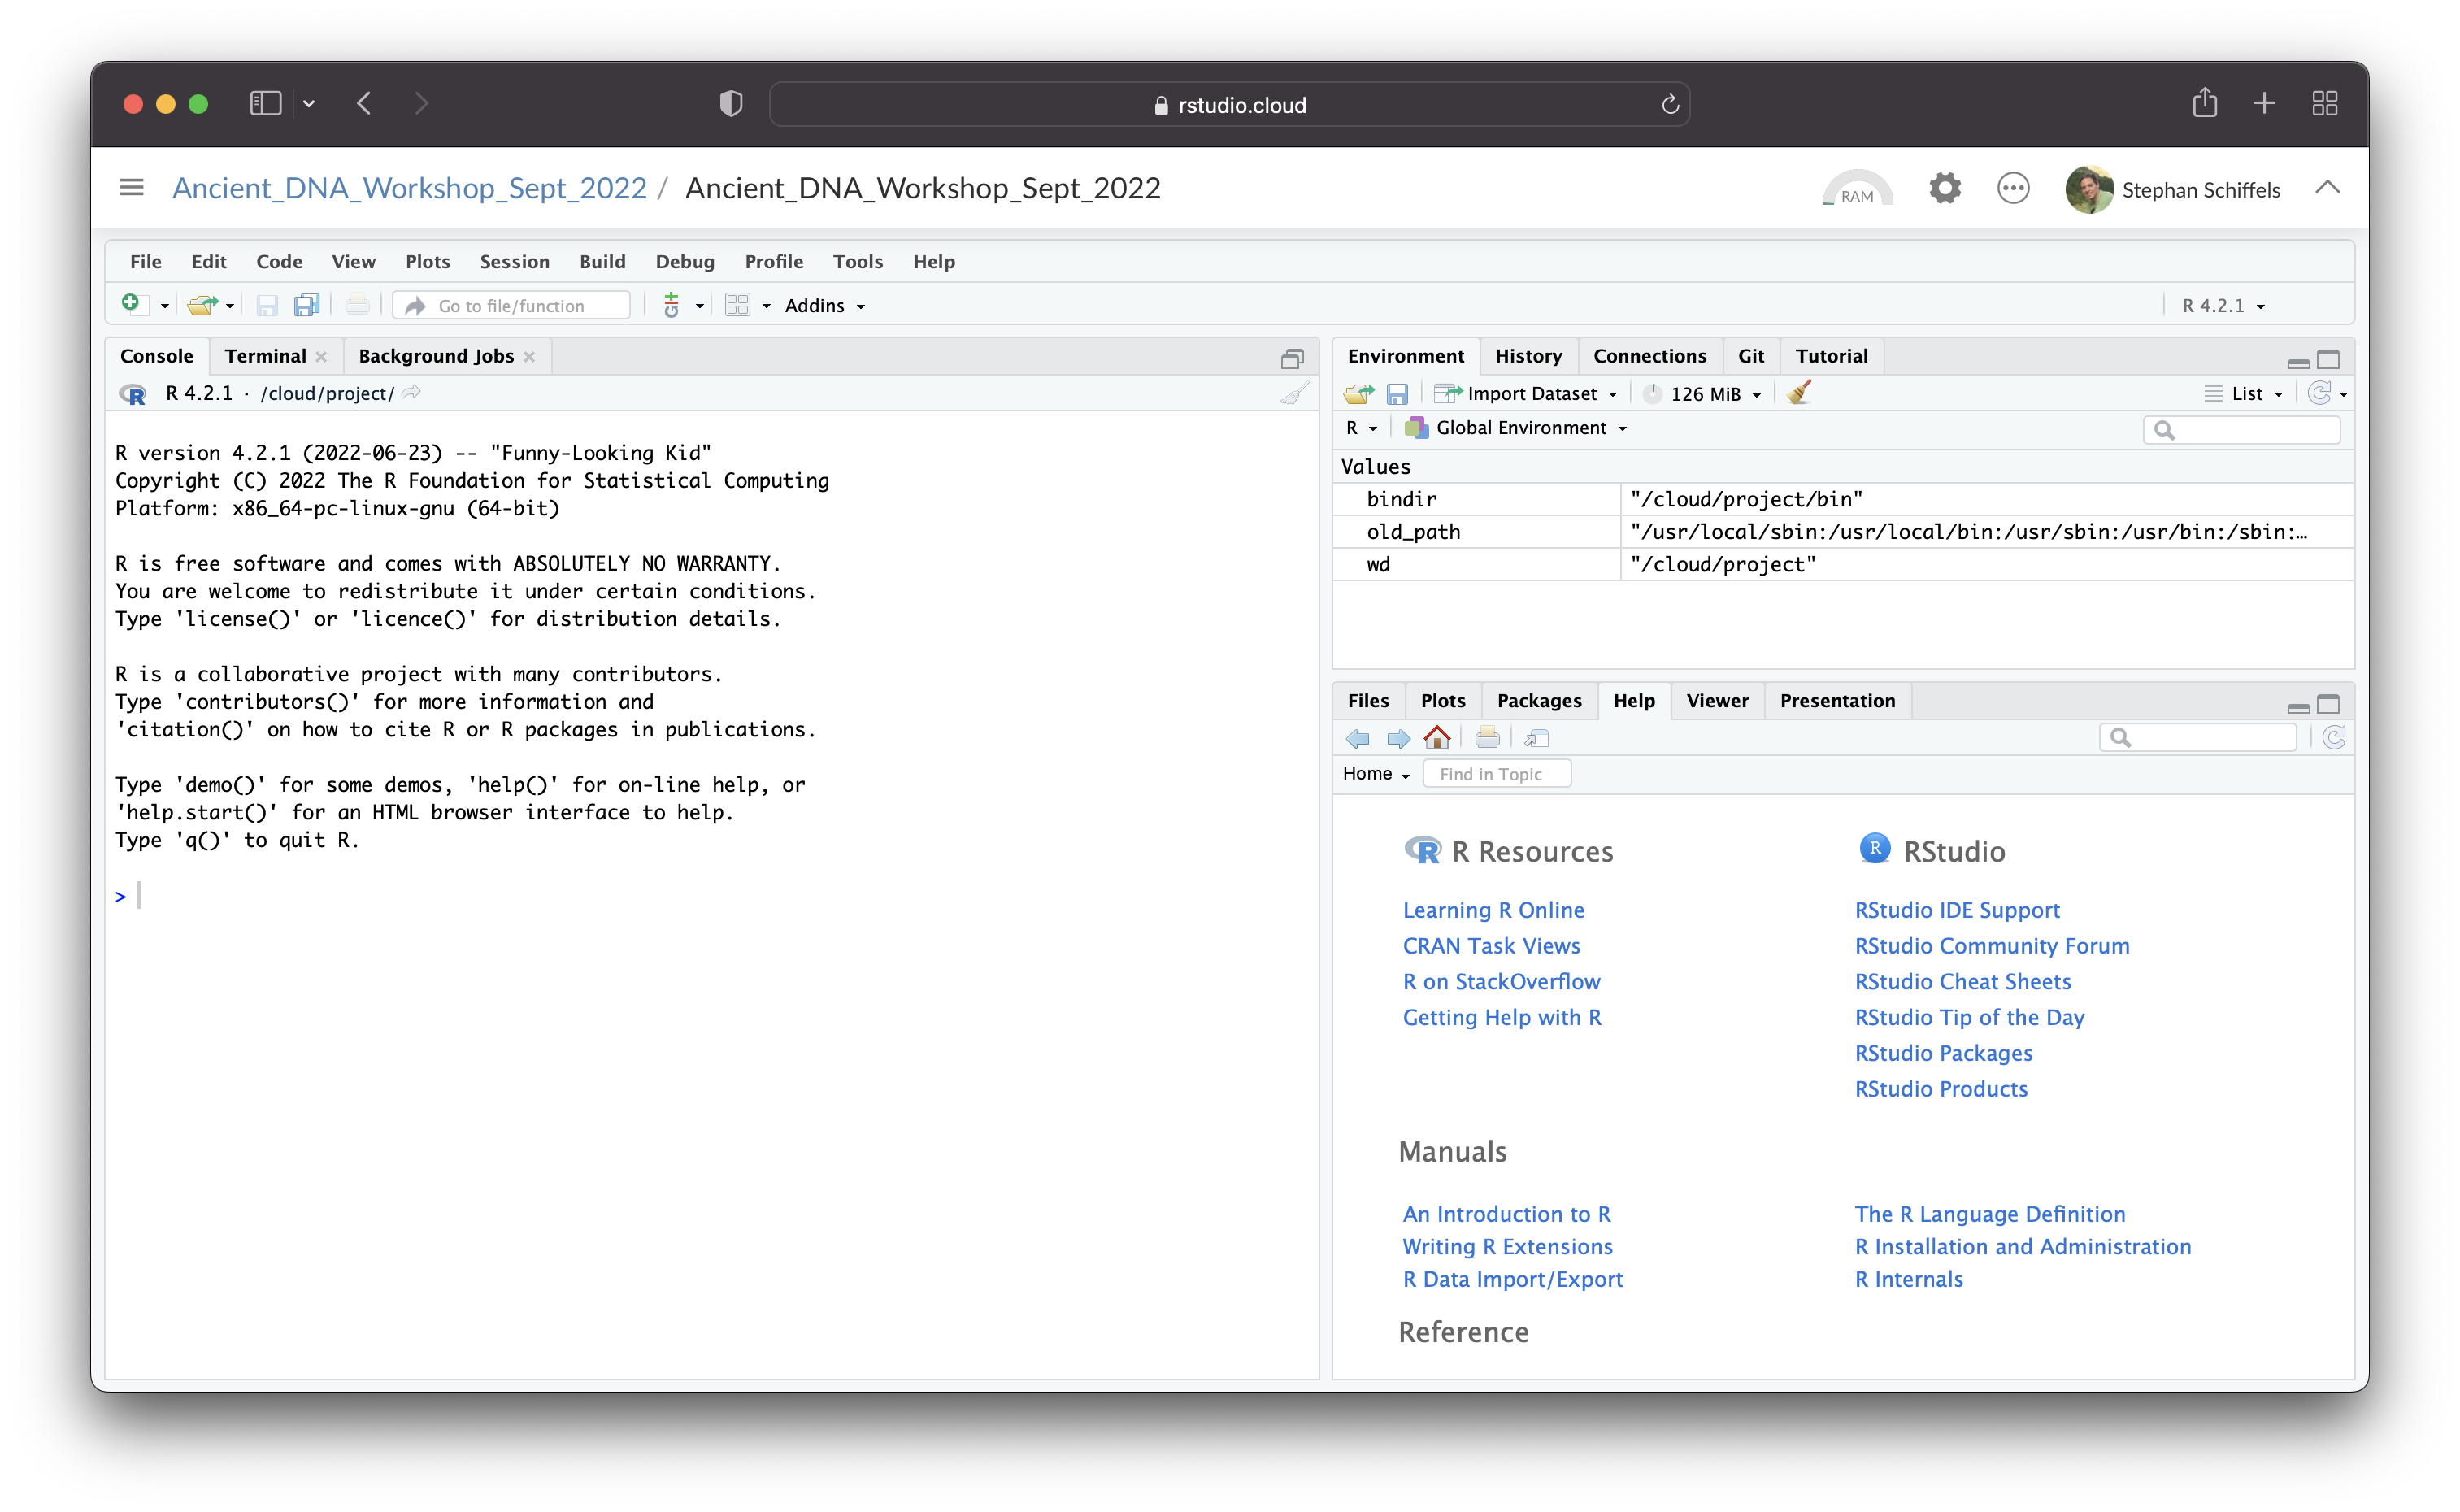 rstudio.cloud
Ancient_DNA_Workshop_Sept_2022 / Ancient_DNA_Workshop_Sept_2022
RAM
Stephan Schiffels
File Edit Code View Plots Session Build Debug Profile Tools Help
Go to file/function
Addins
R 4.2.1
Console Terminal Background Jobs
R 4.2.1 · /cloud/project/
R version 4.2.1 (2022-06-23) -- "Funny-Looking Kid"
Copyright (C) 2022 The R Foundation for Statistical Computing
Platform: x86_64-pc-linux-gnu (64-bit)
R is free software and comes with ABSOLUTELY NO WARRANTY.
You are welcome to redistribute it under certain conditions.
Type 'license()' or 'licence()' for distribution details.
R is a collaborative project with many contributors.
Type 'contributors()' for more information and
'citation()' on how to cite R or R packages in publications.
Type 'demo()' for some demos, 'help()' for on-line help, or
'help.start()' for an HTML browser interface to help.
Type 'q()' to quit R.
>
Environment History Connections Git Tutorial
Import Dataset 126 MiB List
R Global Environment
Values
bindir "/cloud/project/bin"
old_path "/usr/local/sbin:/usr/local/bin:/usr/sbin:/usr/bin:/sbin:…
wd "/cloud/project"
Files Plots Packages Help Viewer Presentation
Home Find in Topic
R Resources
Learning R Online
CRAN Task Views
R on StackOverflow
Getting Help with R
RStudio
RStudio IDE Support
RStudio Community Forum
RStudio Cheat Sheets
RStudio Tip of the Day
RStudio Packages
RStudio Products
Manuals
An Introduction to R
Writing R Extensions
R Data Import/Export
The R Language Definition
R Installation and Administration
R Internals
Reference